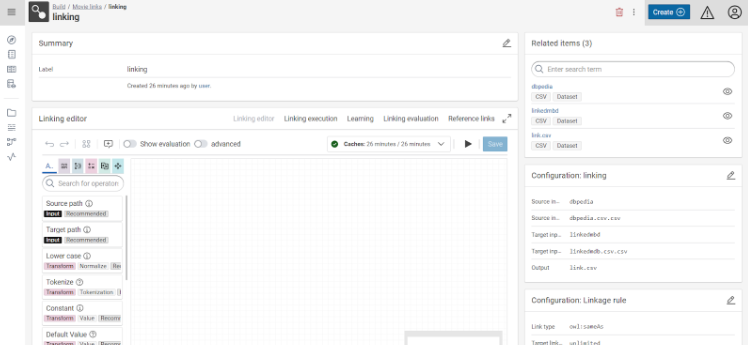 Build / Movie links / linking
linking
Create
Summary
Label
linking
Created 26 minutes ago by user
Linking editor
Linking editor
Linking execution
Learning
Linking evaluation
Reference links
Show evaluation
advanced
Caches: 26 minutes / 26 minutes
Save
A..
Search for operator
Source path
Input Recommended
Target path
Input Recommended
Lower case
Transform Normalize
Tokenize
Transform Tokenization
Constant
Transform Value Recom
Default Value
Transform Value Recom
Related items (3)
Enter search term
dbpedia
CSV Dataset
linkedmbd
CSV Dataset
link.csv
CSV Dataset
Configuration: linking
Source in... dbpedia
Source in... dbpedia.csv.csv
Target inp... linkedmbd
Target inp... linkedmdb.csv.csv
Output link.csv
Configuration: Linkage rule
Link type owl:sameAs
Target link... unlimited